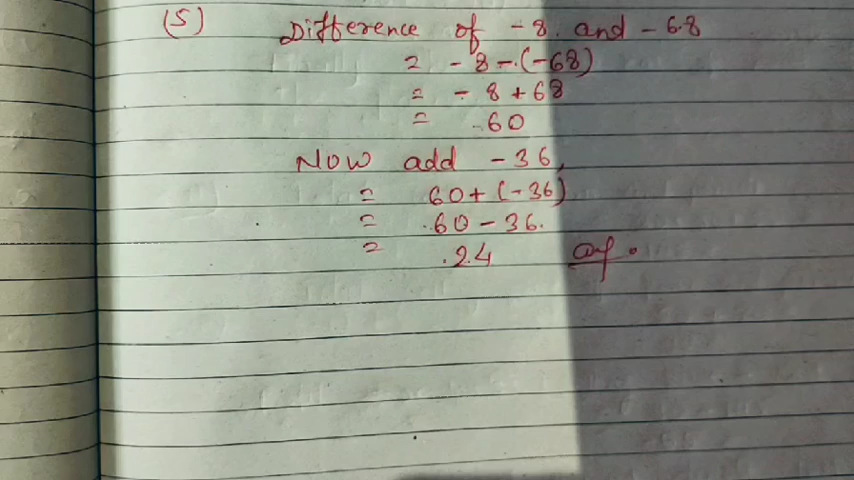 (5) Difference of -8 and -68
= -8-(-68)
= -8+68
= 60
Now add -36,
= 60+(-36)
= 60-36.
= 24 Ans.